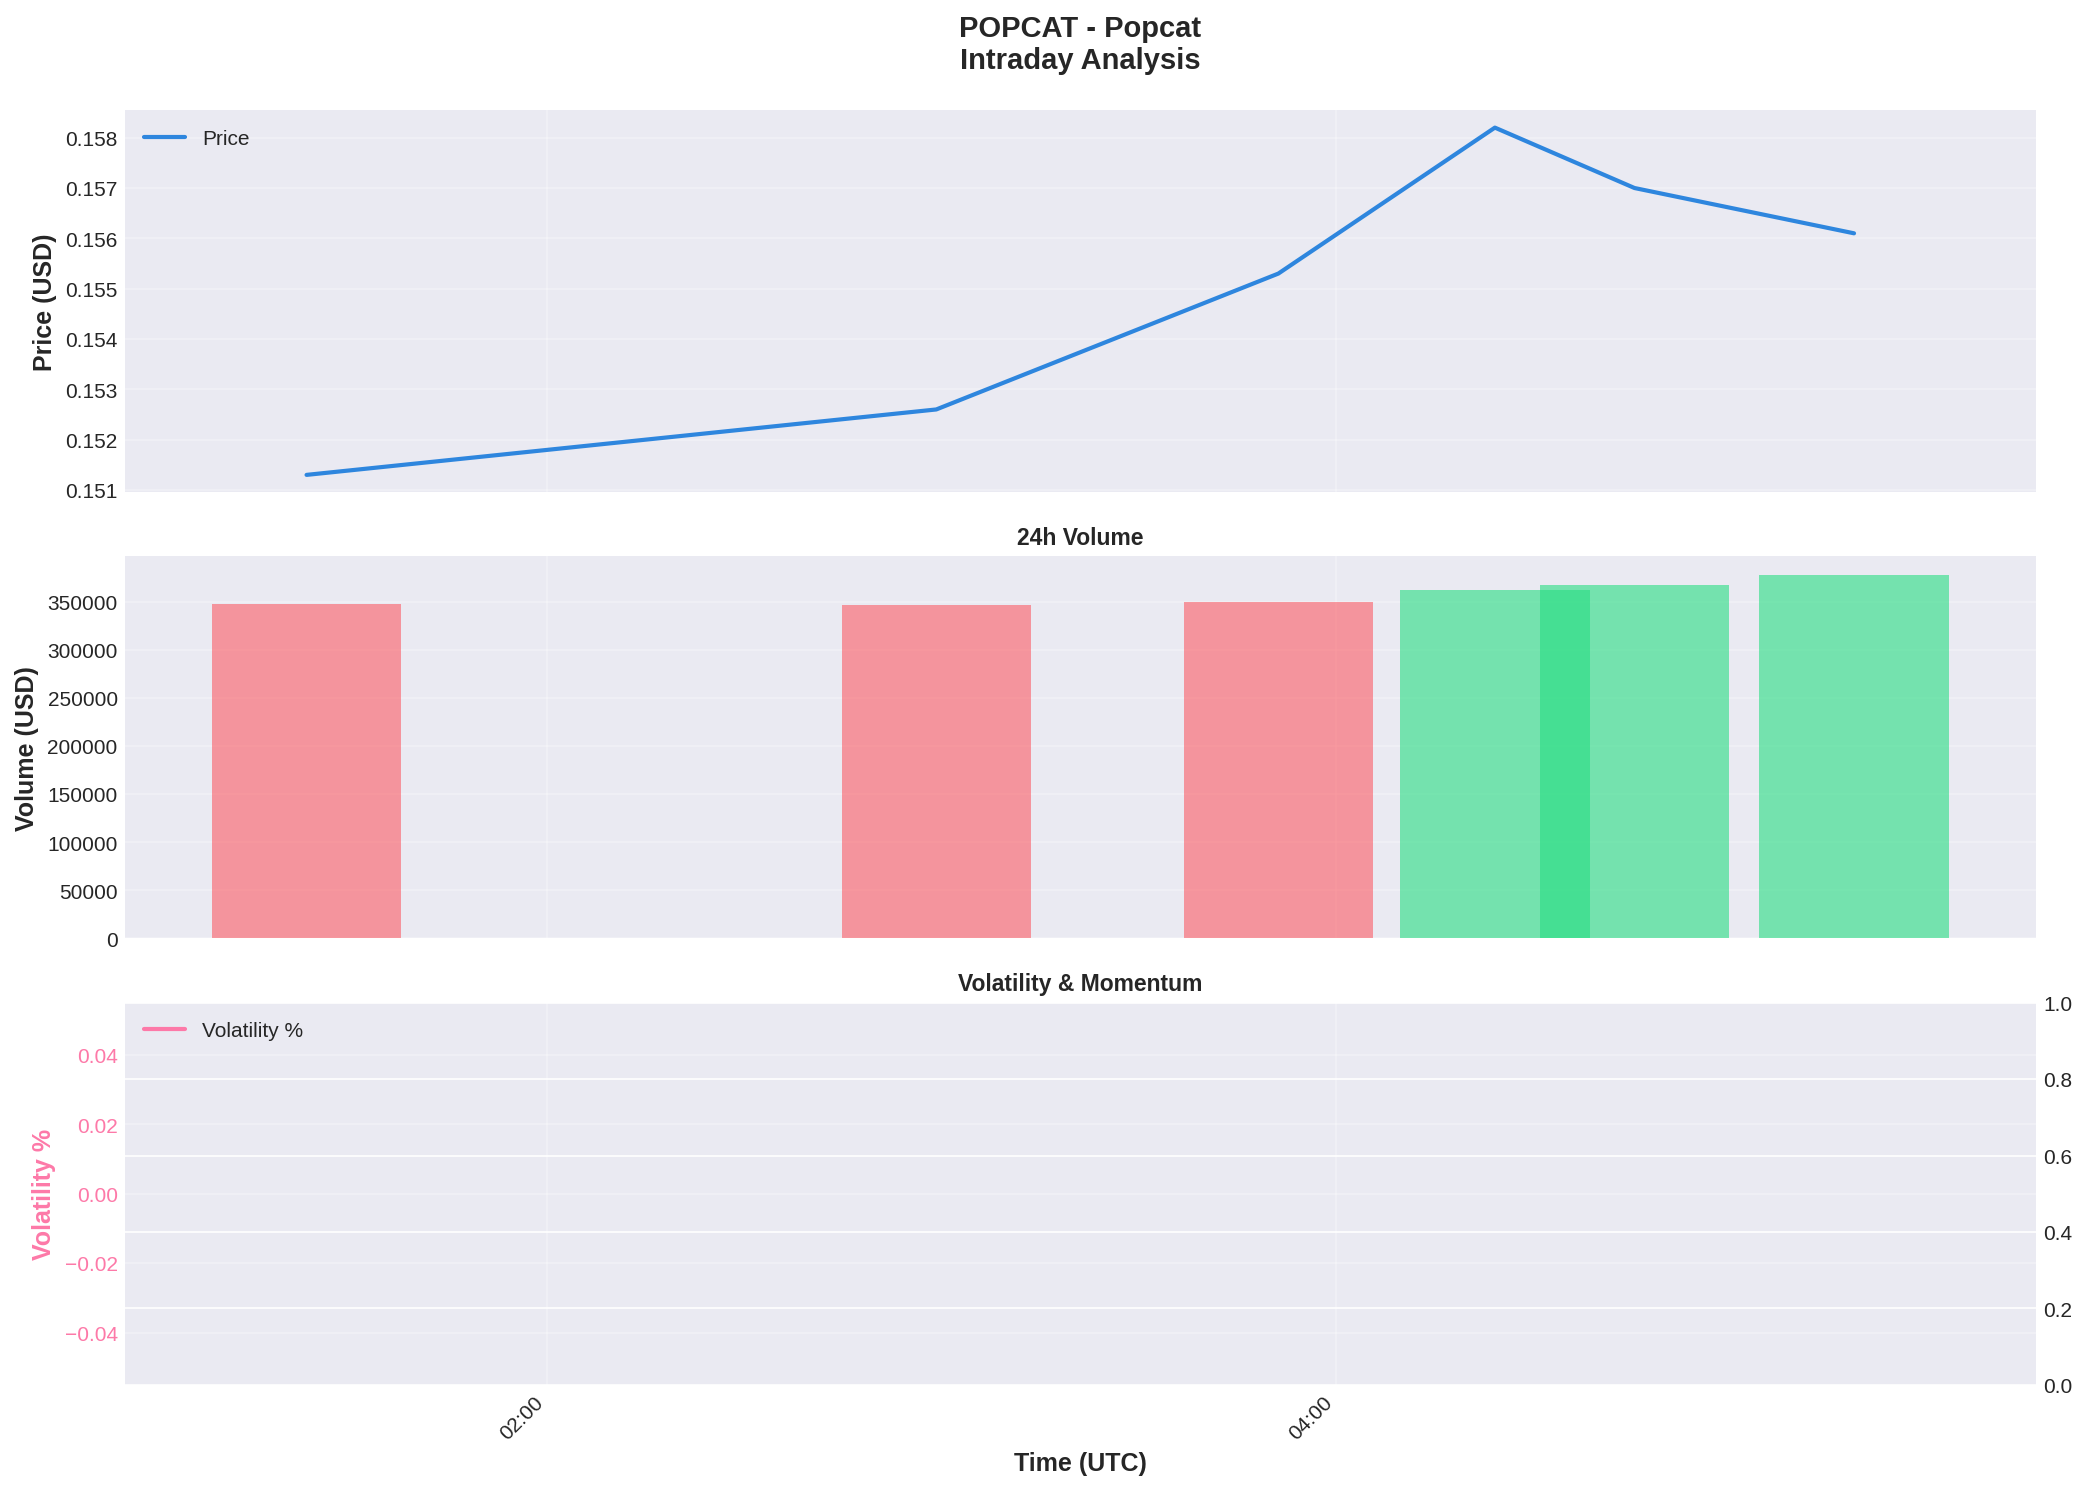 POPCAT - Popcat
Intraday Analysis
Price
0.158
0.157
0.156
0.155
0.154
0.153
0.152
0.151
Price (USD)
24h Volume
350000
300000
250000
200000
150000
100000
50000
0
Volume (USD)
Volatility & Momentum
Volatility %
0.04
0.02
0.00
−0.02
−0.04
Volatility %
1.0
0.8
0.6
0.4
0.2
0.0
02:00
04:00
Time (UTC)